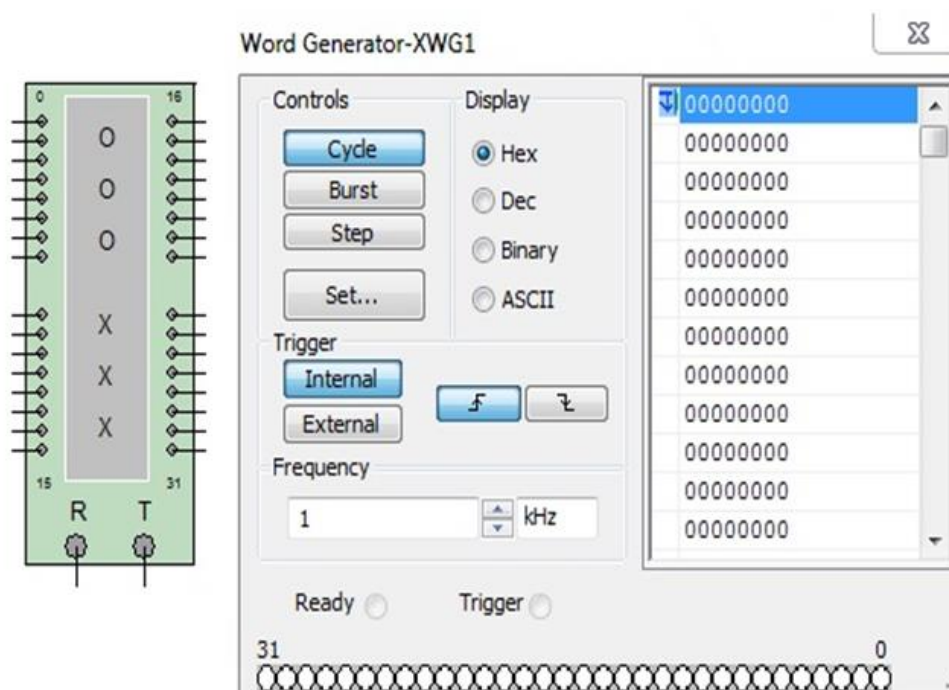 0 16
O
O
O
X
X
X
15 31
R T
Word Generator-XWG1
Controls
Cycle
Burst
Step
Set...
Display
Hex
Dec
Binary
ASCII
Trigger
Internal
External
Frequency
1 kHz
00000000
00000000
00000000
00000000
00000000
00000000
00000000
00000000
00000000
00000000
00000000
00000000
Ready Trigger
31 0